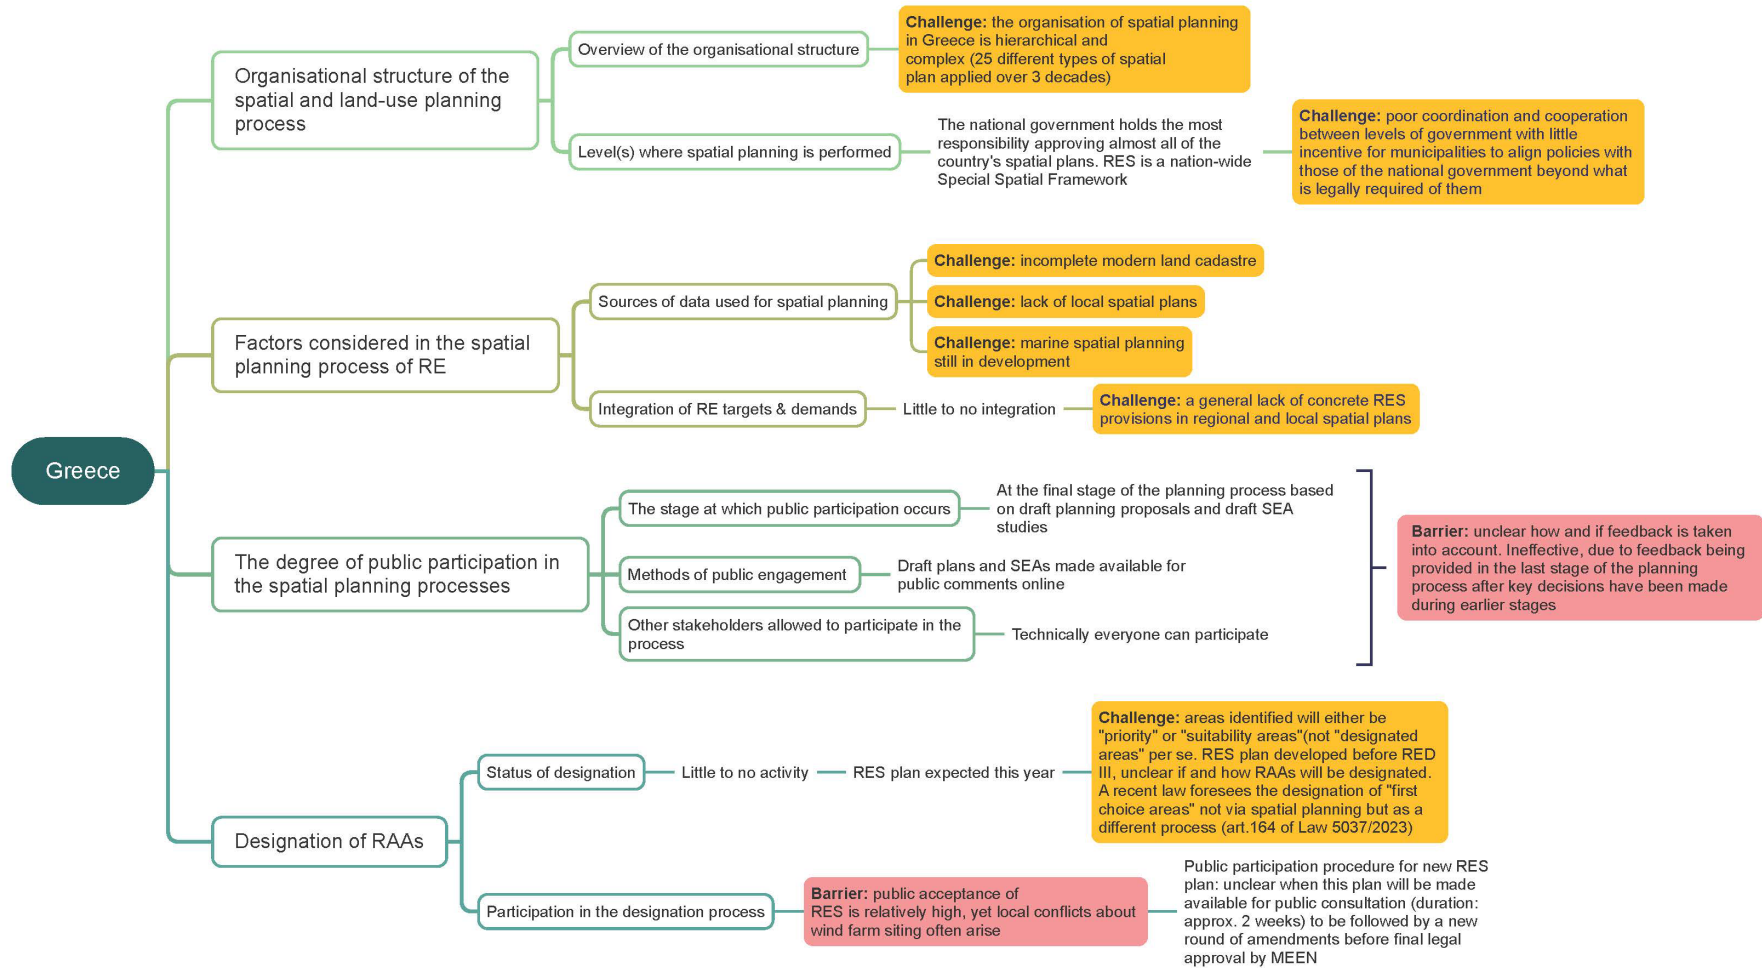 Greece
Organisational structure of the
spatial and land-use planning
process
Overview of the organisational structure
Challenge: the organisation of spatial planning
in Greece is hierarchical and
complex (25 different types of spatial
plan applied over 3 decades)
Level(s) where spatial planning is performed
The national government holds the most
responsibility approving almost all of the
country's spatial plans. RES is a nation-wide
Special Spatial Framework
Challenge: poor coordination and cooperation
between levels of government with little
incentive for municipalities to align policies with
those of the national government beyond what
is legally required of them
Factors considered in the spatial
planning process of RE
Sources of data used for spatial planning
Challenge: incomplete modern land cadastre
Challenge: lack of local spatial plans
Challenge: marine spatial planning
still in development
Integration of RE targets & demands
Little to no integration
Challenge: a general lack of concrete RES
provisions in regional and local spatial plans
The degree of public participation in
the spatial planning processes
The stage at which public participation occurs
At the final stage of the planning process based
on draft planning proposals and draft SEA
studies
Methods of public engagement
Draft plans and SEAs made available for
public comments online
Other stakeholders allowed to participate in the
process
Technically everyone can participate
Barrier: unclear how and if feedback is taken
into account. Ineffective, due to feedback being
provided in the last stage of the planning
process after key decisions have been made
during earlier stages
Designation of RAAs
Status of designation
Little to no activity
RES plan expected this year
Challenge: areas identified will either be
"priority" or "suitability areas"(not "designated
areas" per se. RES plan developed before RED
III, unclear if and how RAAs will be designated.
A recent law foresees the designation of "first
choice areas" not via spatial planning but as a
different process (art.164 of Law 5037/2023)
Participation in the designation process
Barrier: public acceptance of
RES is relatively high, yet local conflicts about
wind farm siting often arise
Public participation procedure for new RES
plan: unclear when this plan will be made
available for public consultation (duration:
approx. 2 weeks) to be followed by a new
round of amendments before final legal
approval by MEEN